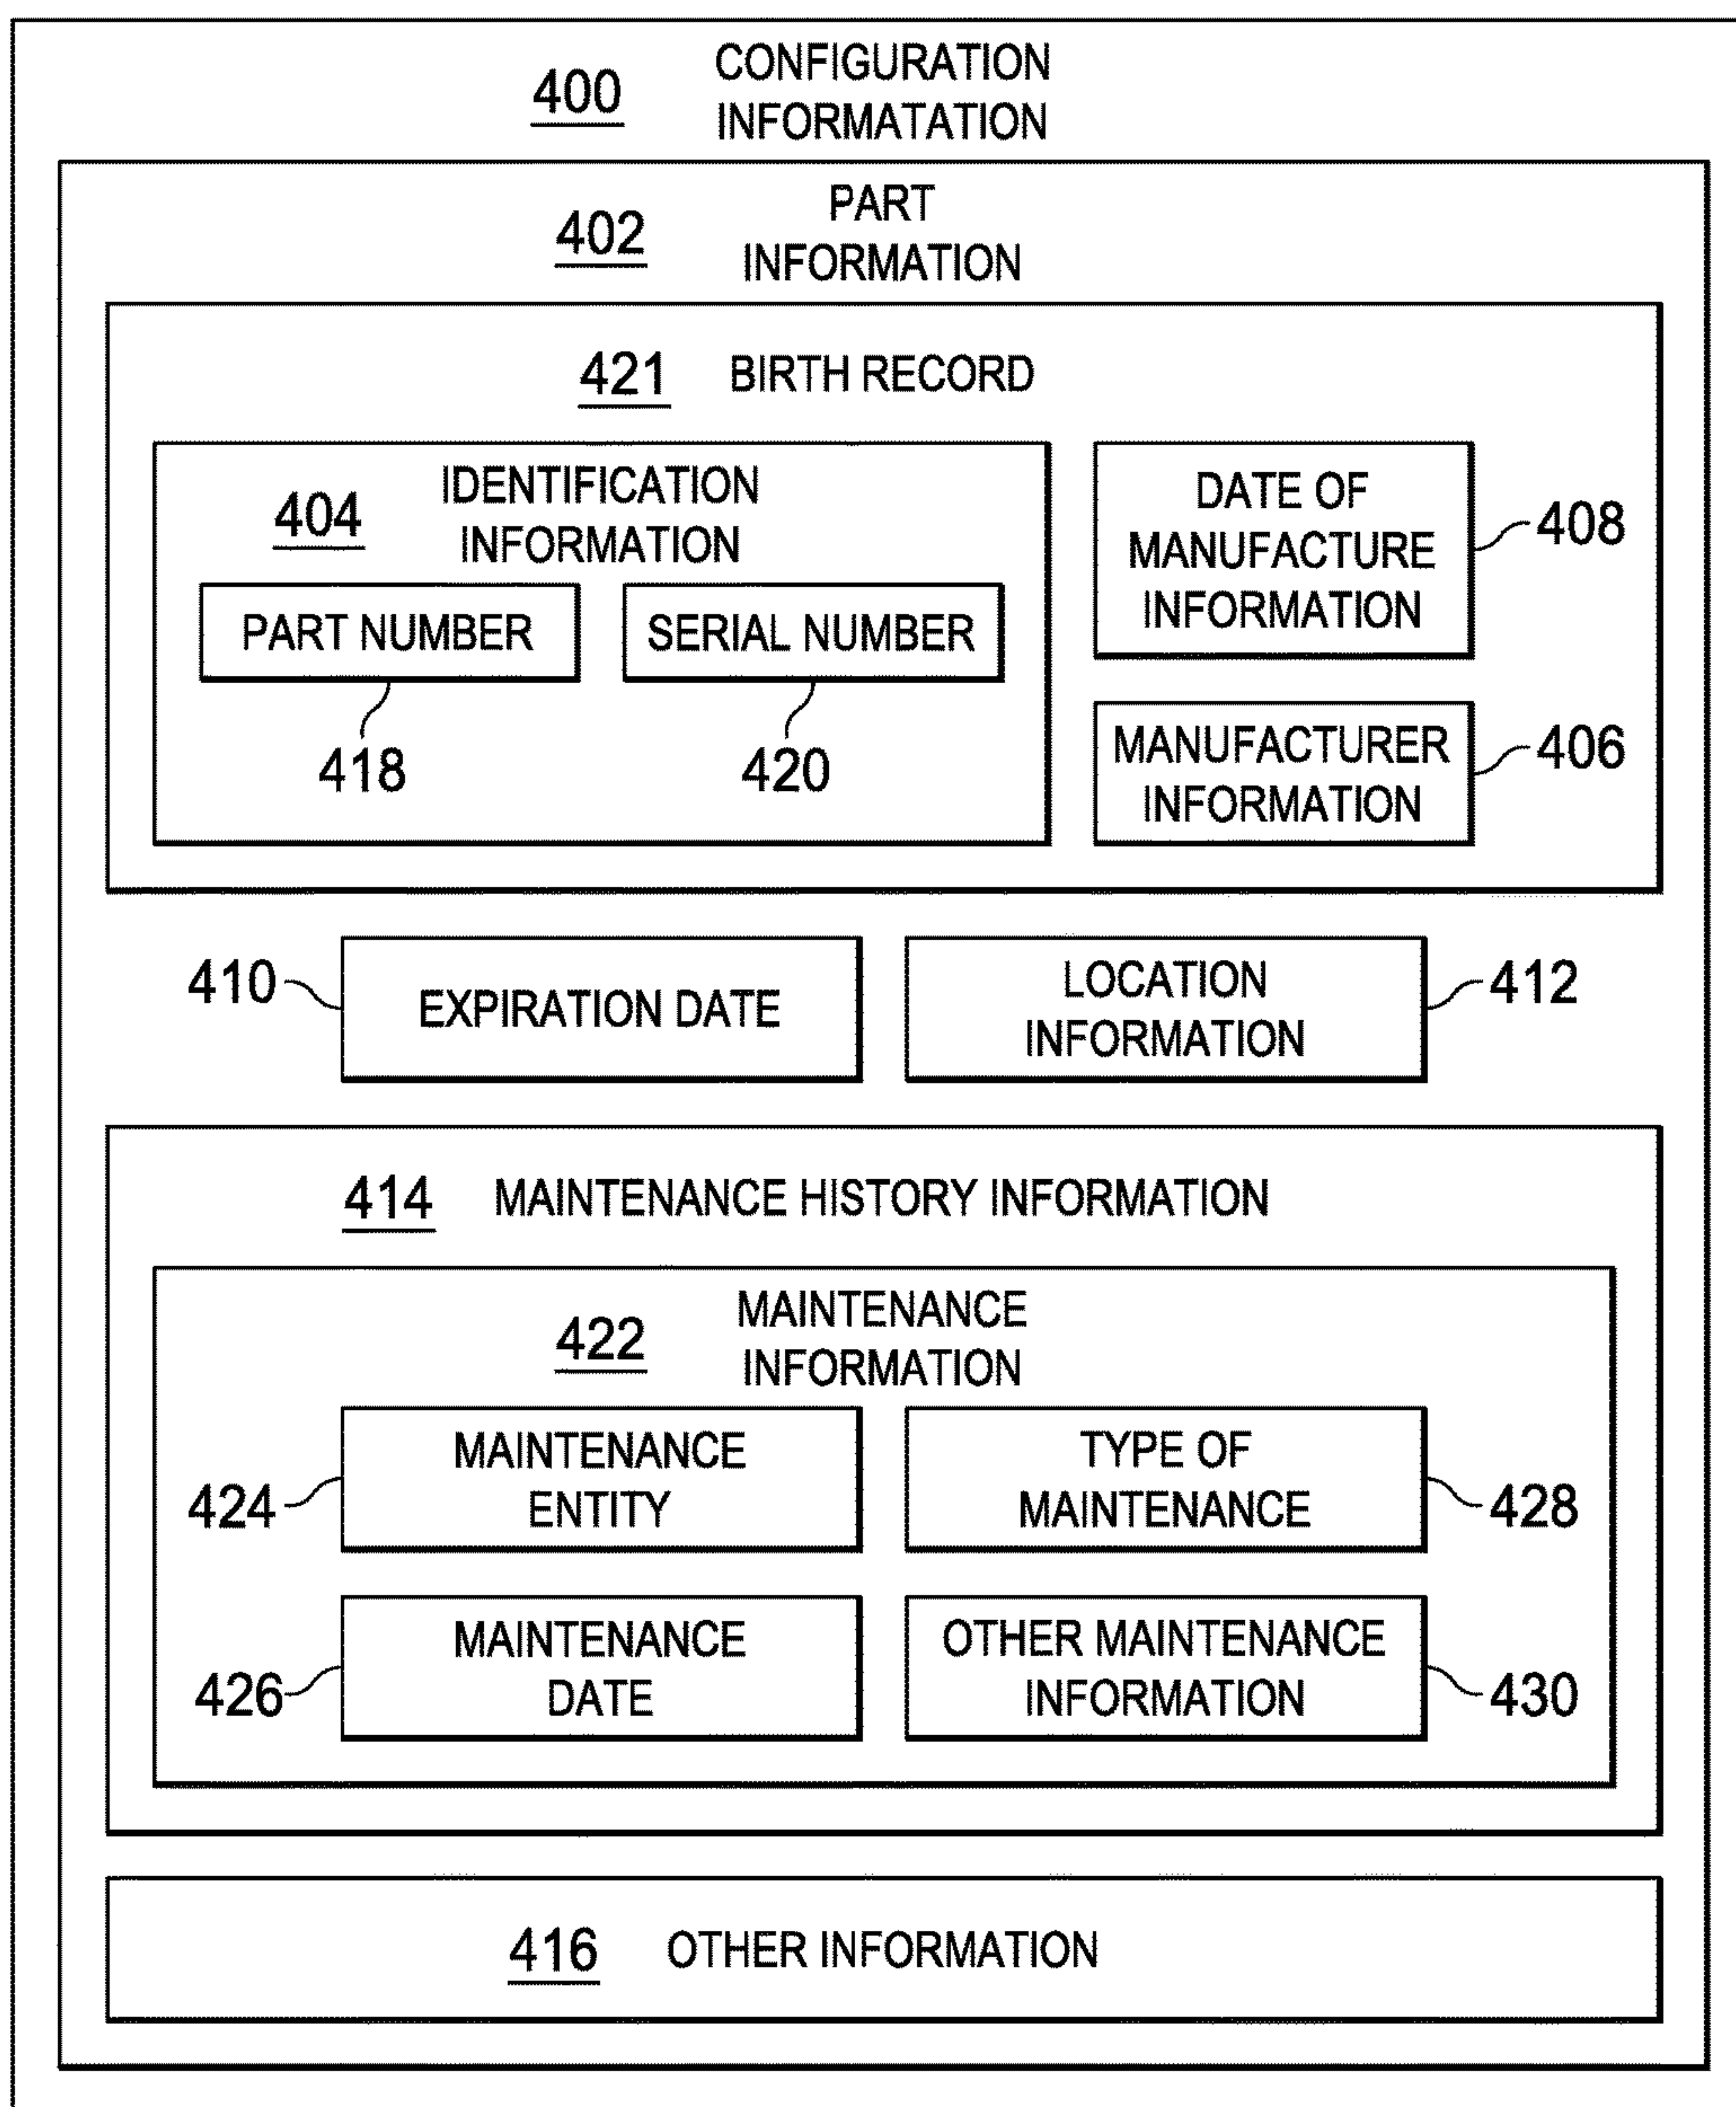 400
CONFIGURATION
INFORMATATION
402
PART
INFORMATION
421 BIRTH RECORD
404
IDENTIFICATION
INFORMATION
PART NUMBER
418
SERIAL NUMBER
420
DATE OF
MANUFACTURE
INFORMATION
408
MANUFACTURER
INFORMATION
406
410
EXPIRATION DATE
LOCATION
INFORMATION
412
414 MAINTENANCE HISTORY INFORMATION
422
MAINTENANCE
INFORMATION
424
MAINTENANCE
ENTITY
TYPE OF
MAINTENANCE
428
426
MAINTENANCE
DATE
OTHER MAINTENANCE
INFORMATION
430
416 OTHER INFORMATION